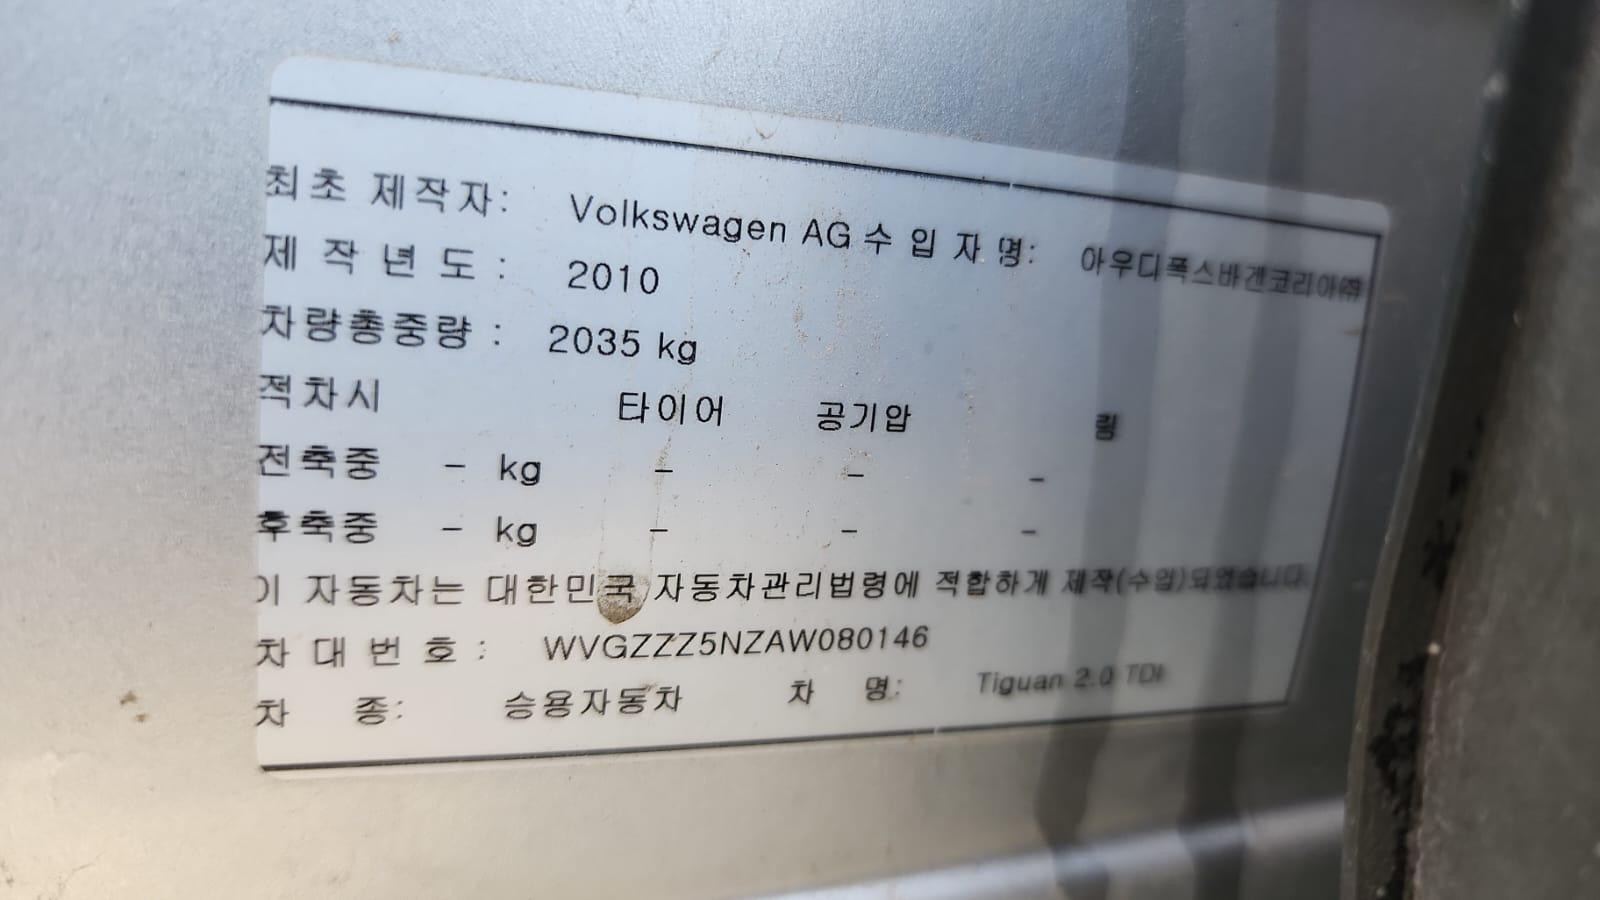 최초 제작자: Volkswagen AG 수 입 자 명: 아우디폭스바겐코리아㈜
제 작 년 도 : 2010
차량총중량 : 2035 kg
적차시 타이어 공기압 림
전축중 - kg - - -
후축중 - kg - - -
이 자동차는 대한민국 자동차관리법령에 적합하게 제작(수입)되었습니다.
차 대 번 호 : WVGZZZ5NZAW080146
차 종: 승용자동차 차 명: Tiguan 2.0 TDI